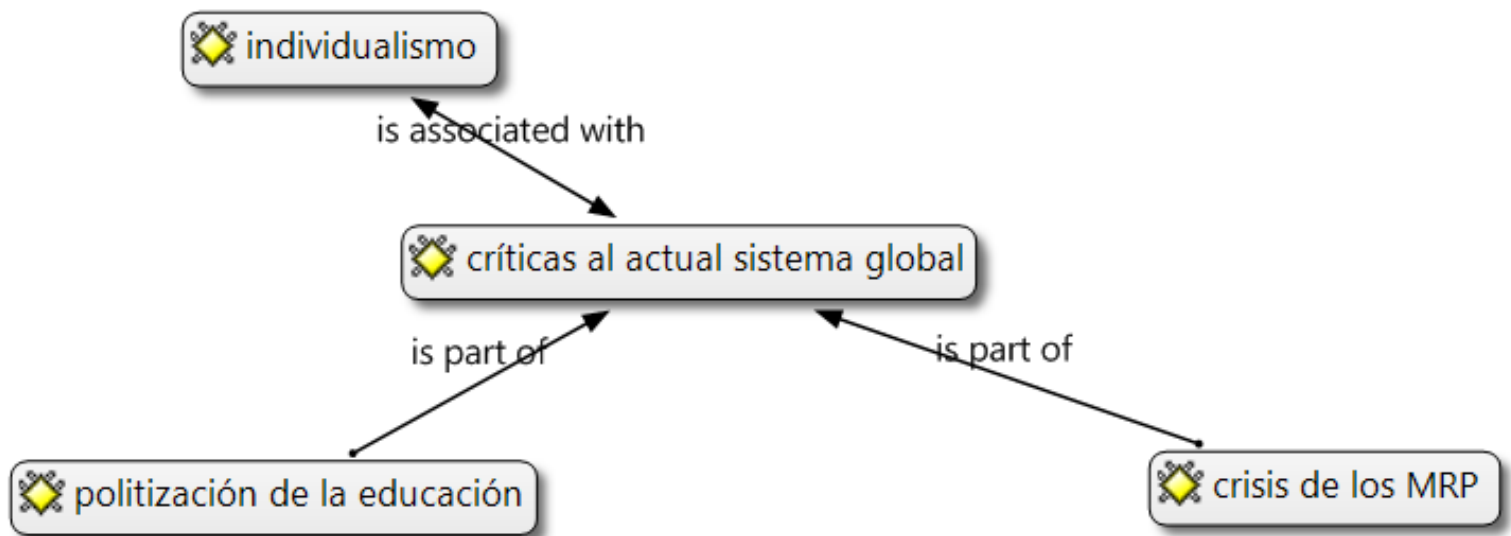 individualismo
is associated with
críticas al actual sistema global
is part of
is part of
politización de la educación
crisis de los MRP